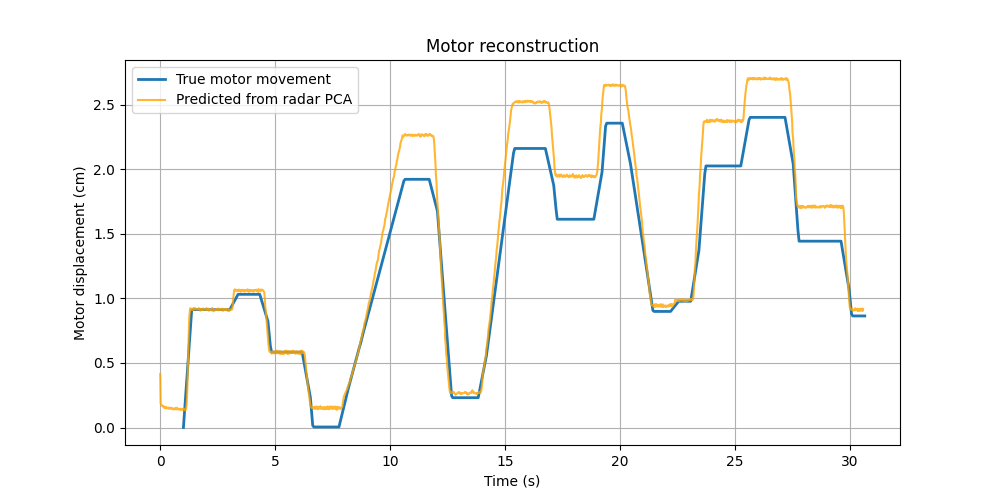 Motor reconstruction
True motor movement
Predicted from radar PCA
Motor displacement (cm)
2.5
2.0
1.5
1.0
0.5
0.0
0 5 10 15 20 25 30
Time (s)